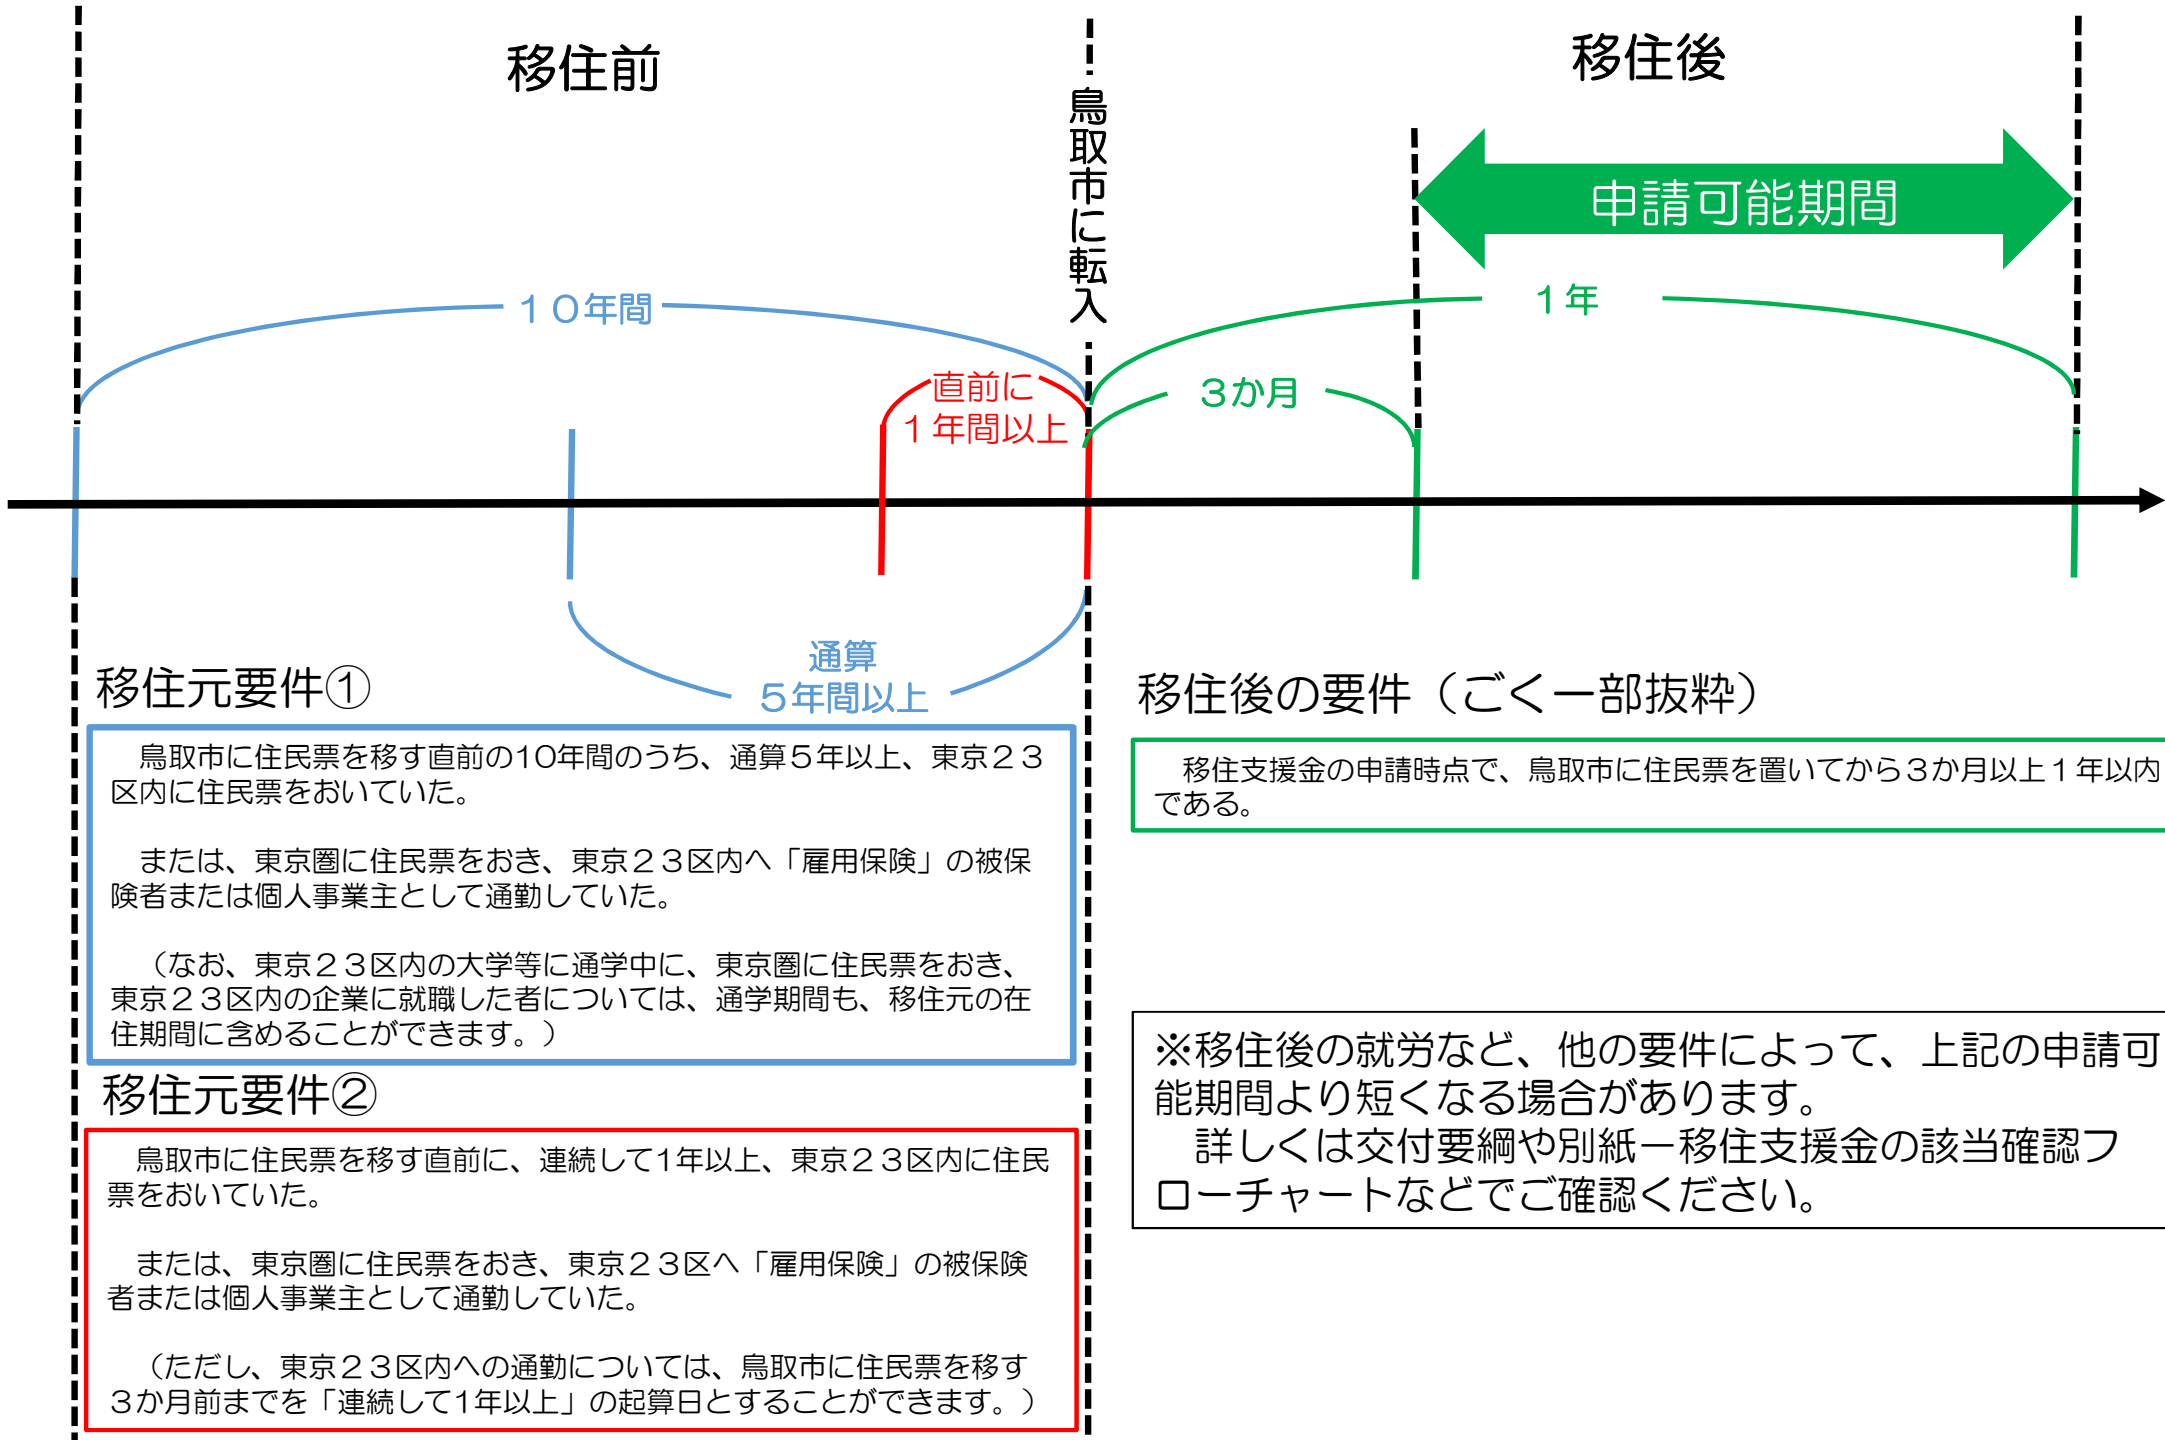 移住前
移住後
鳥取市に転入
申請可能期間
１０年間
１年
直前に
１年間以上
３か月
通算
５年間以上
移住元要件①
　鳥取市に住民票を移す直前の10年間のうち、通算５年以上、東京２３
区内に住民票をおいていた。
　または、東京圏に住民票をおき、東京２３区内へ「雇用保険」の被保
険者または個人事業主として通勤していた。
　（なお、東京２３区内の大学等に通学中に、東京圏に住民票をおき、
東京２３区内の企業に就職した者については、通学期間も、移住元の在
住期間に含めることができます。）
移住元要件②
　鳥取市に住民票を移す直前に、連続して1年以上、東京２３区内に住民
票をおいていた。
　または、東京圏に住民票をおき、東京２３区へ「雇用保険」の被保険
者または個人事業主として通勤していた。
　（ただし、東京２３区内への通勤については、鳥取市に住民票を移す
３か月前までを「連続して1年以上」の起算日とすることができます。）
移住後の要件（ごく一部抜粋）
　移住支援金の申請時点で、鳥取市に住民票を置いてから３か月以上１年以内
である。
※移住後の就労など、他の要件によって、上記の申請可
能期間より短くなる場合があります。
　詳しくは交付要綱や別紙ー移住支援金の該当確認フ
ローチャートなどでご確認ください。